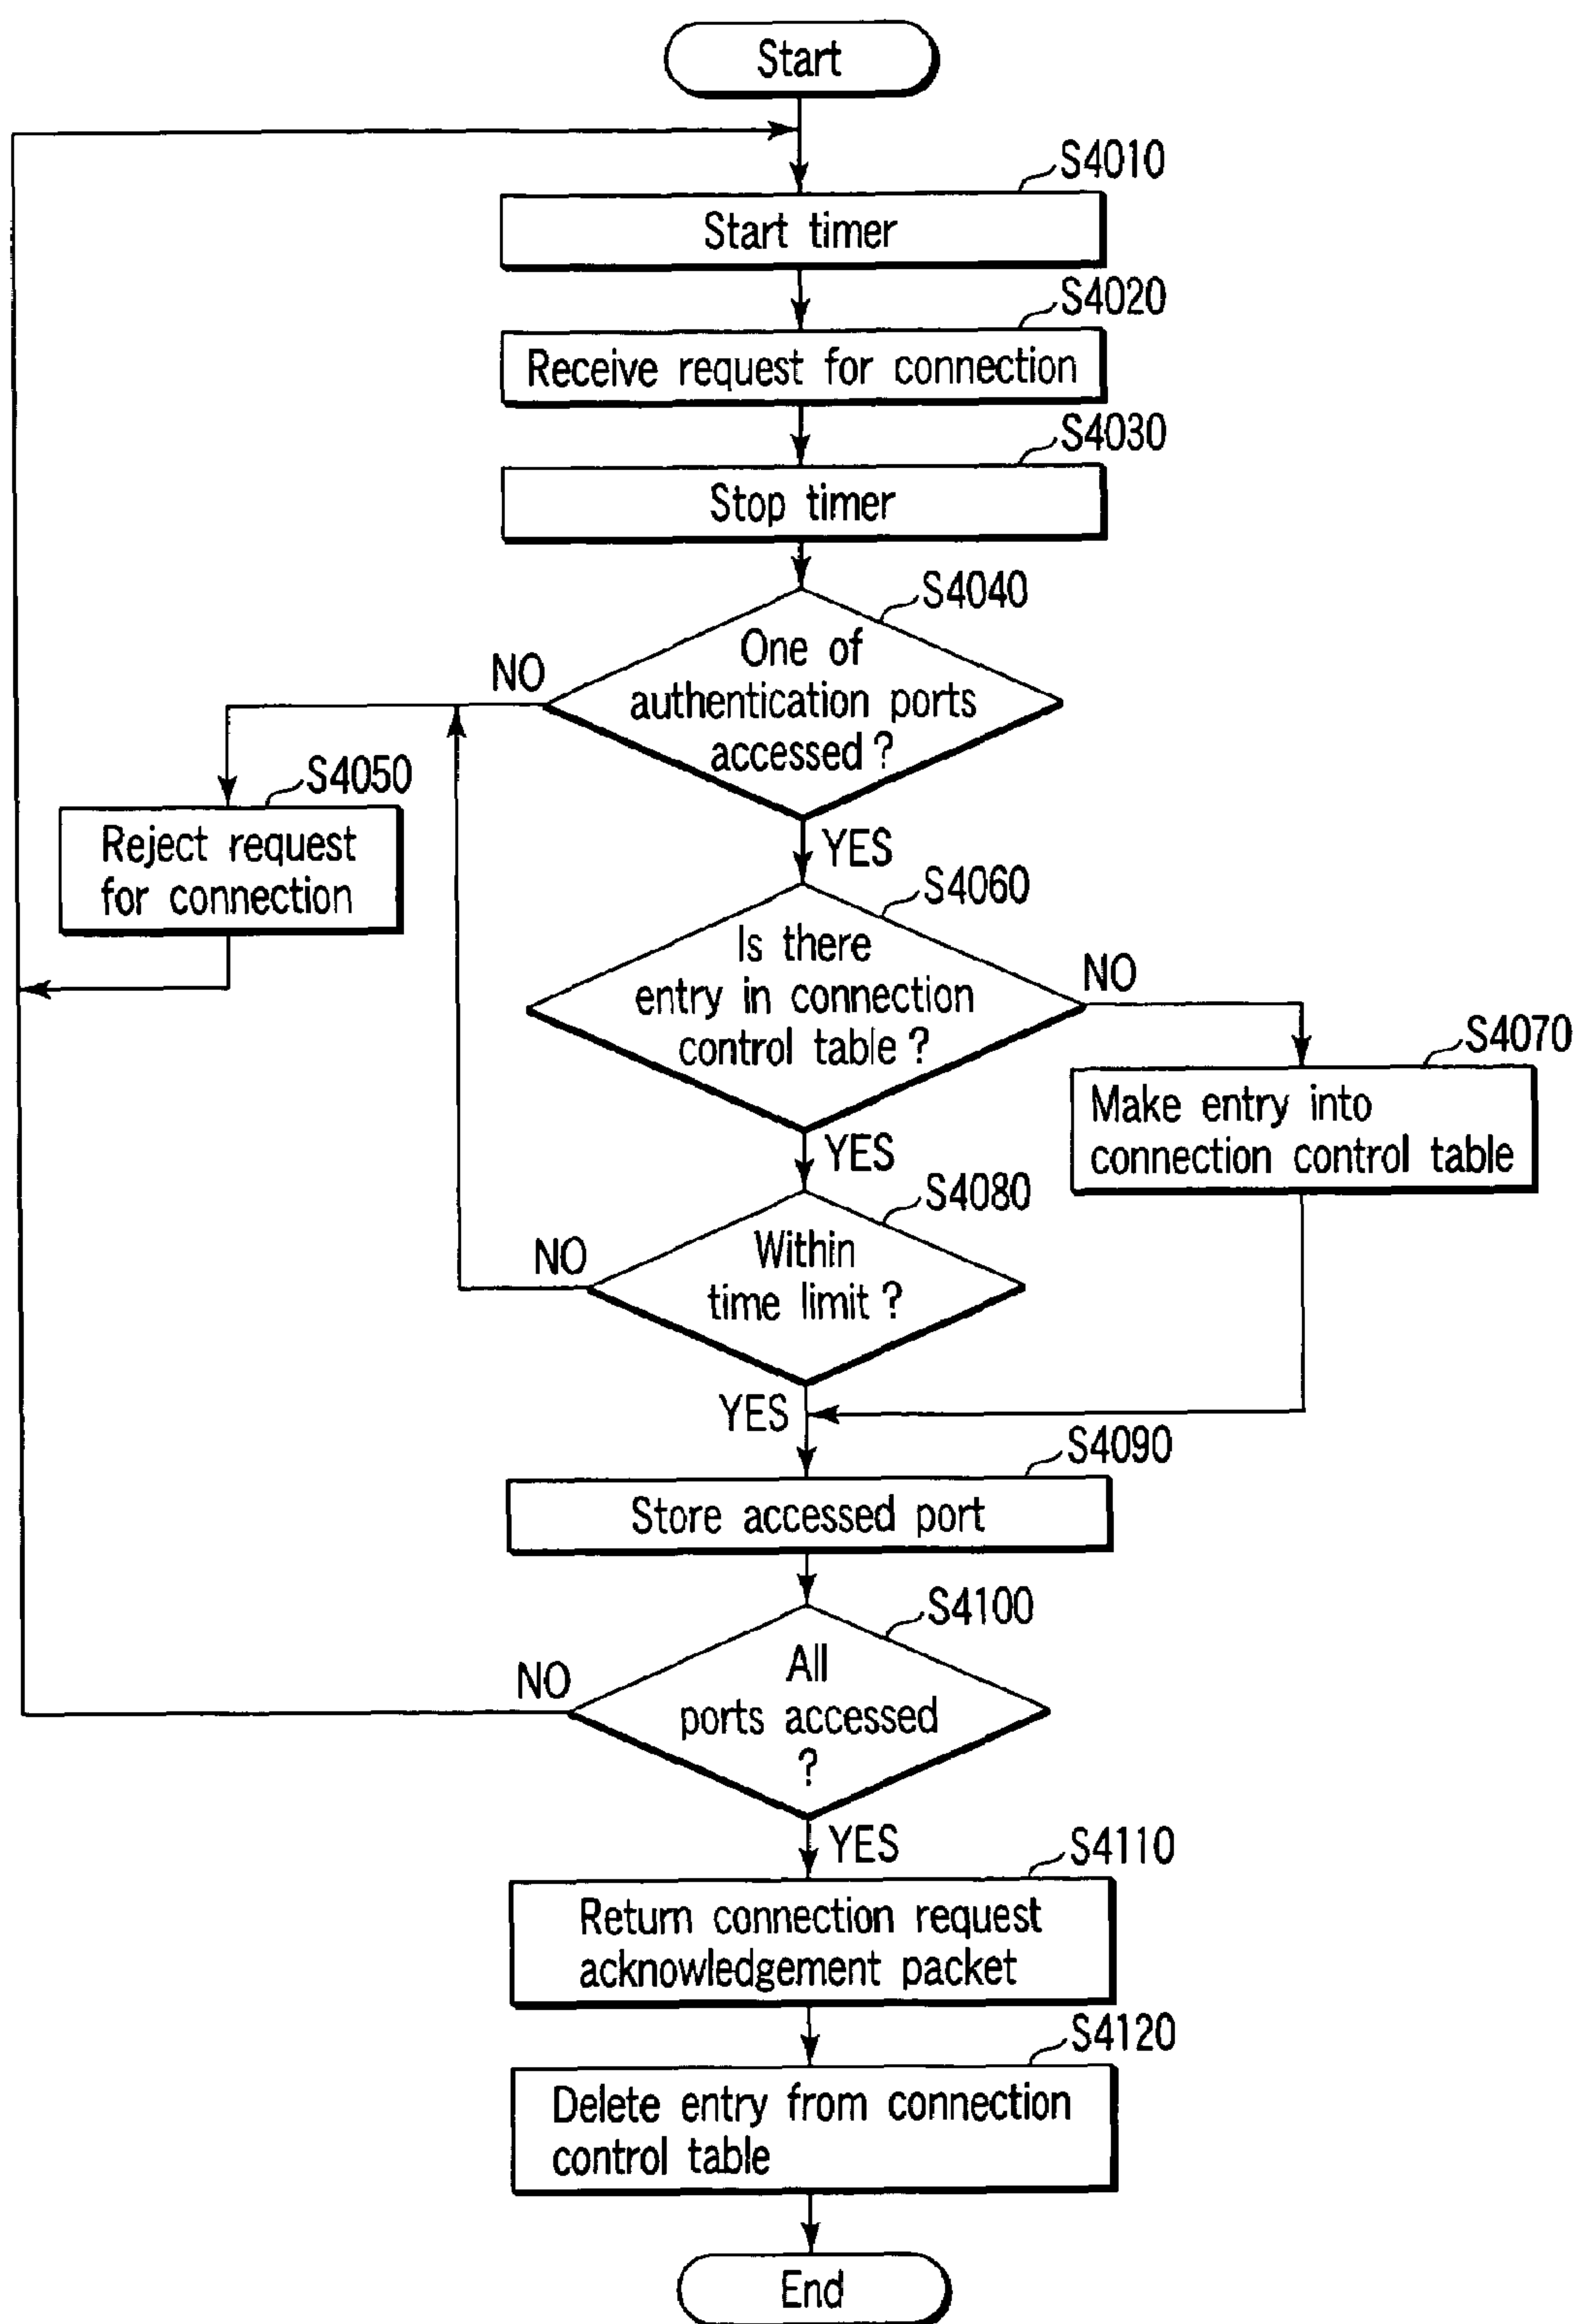 Start
S4010
Start timer
S4020
Receive request for connection
S4030
Stop timer
S4040
One of
authentication ports
accessed ?
NO
YES
S4050
Reject request
for connection
S4060
Is there
entry in connection
control table ?
NO
YES
S4070
Make entry into
connection control table
S4080
Within
time limit ?
NO
YES
S4090
Store accessed port
S4100
All
ports accessed
?
NO
YES
S4110
Return connection request
acknowledgement packet
S4120
Delete entry from connection
control table
End